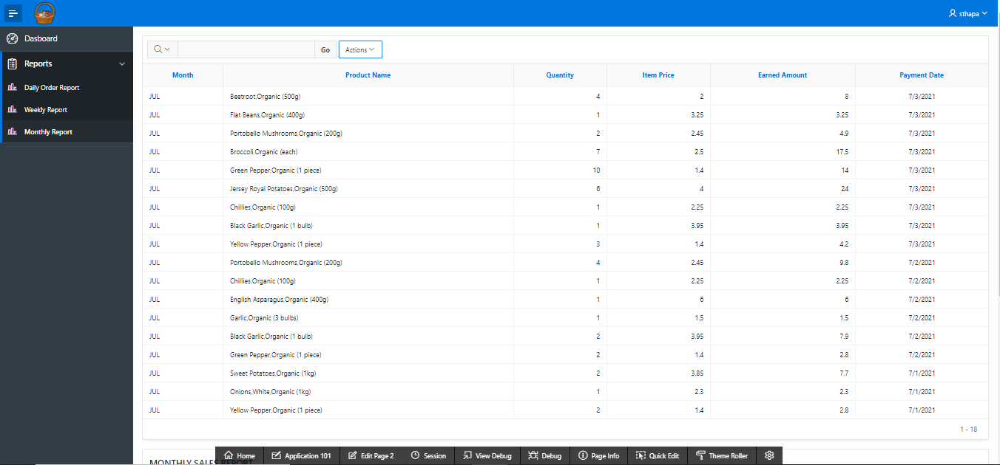 sthapa
Dasboard
Reports
Daily Order Report
Weekly Report
Monthly Report
Go Actions
Month Product Name Quantity Item Price Earned Amount Payment Date
JUL Beetroot,Organic (500g) 4 2 8 7/3/2021
JUL Flat Beans,Organic (400g) 1 3.25 3.25 7/3/2021
JUL Portobello Mushrooms,Organic (200g) 2 2.45 4.9 7/3/2021
JUL Broccoli,Organic (each) 7 2.5 17.5 7/3/2021
JUL Green Pepper,Organic (1 piece) 10 1.4 14 7/3/2021
JUL Jersey Royal Potatoes,Organic (500g) 6 4 24 7/3/2021
JUL Chillies,Organic (100g) 1 2.25 2.25 7/3/2021
JUL Black Garlic,Organic (1 bulb) 1 3.95 3.95 7/3/2021
JUL Yellow Pepper,Organic (1 piece) 3 1.4 4.2 7/3/2021
JUL Portobello Mushrooms,Organic (200g) 4 2.45 9.8 7/2/2021
JUL Chillies,Organic (100g) 1 2.25 2.25 7/2/2021
JUL English Asparagus,Organic (400g) 1 6 6 7/2/2021
JUL Garlic,Organic (3 bulbs) 1 1.5 1.5 7/2/2021
JUL Black Garlic,Organic (1 bulb) 2 3.95 7.9 7/2/2021
JUL Green Pepper,Organic (1 piece) 2 1.4 2.8 7/2/2021
JUL Sweet Potatoes,Organic (1kg) 2 3.85 7.7 7/1/2021
JUL Onions,White,Organic (1kg) 1 2.3 2.3 7/1/2021
JUL Yellow Pepper,Organic (1 piece) 2 1.4 2.8 7/1/2021
1 - 18
MONTHLY SALES REPORT
Home Application 101 Edit Page 2 Session View Debug Debug Page Info Quick Edit Theme Roller